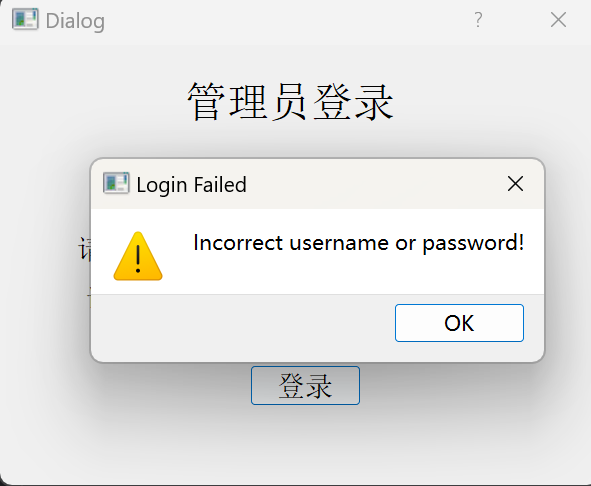 Dialog
?
管理员登录
Login Failed
Incorrect username or password!
OK
登录